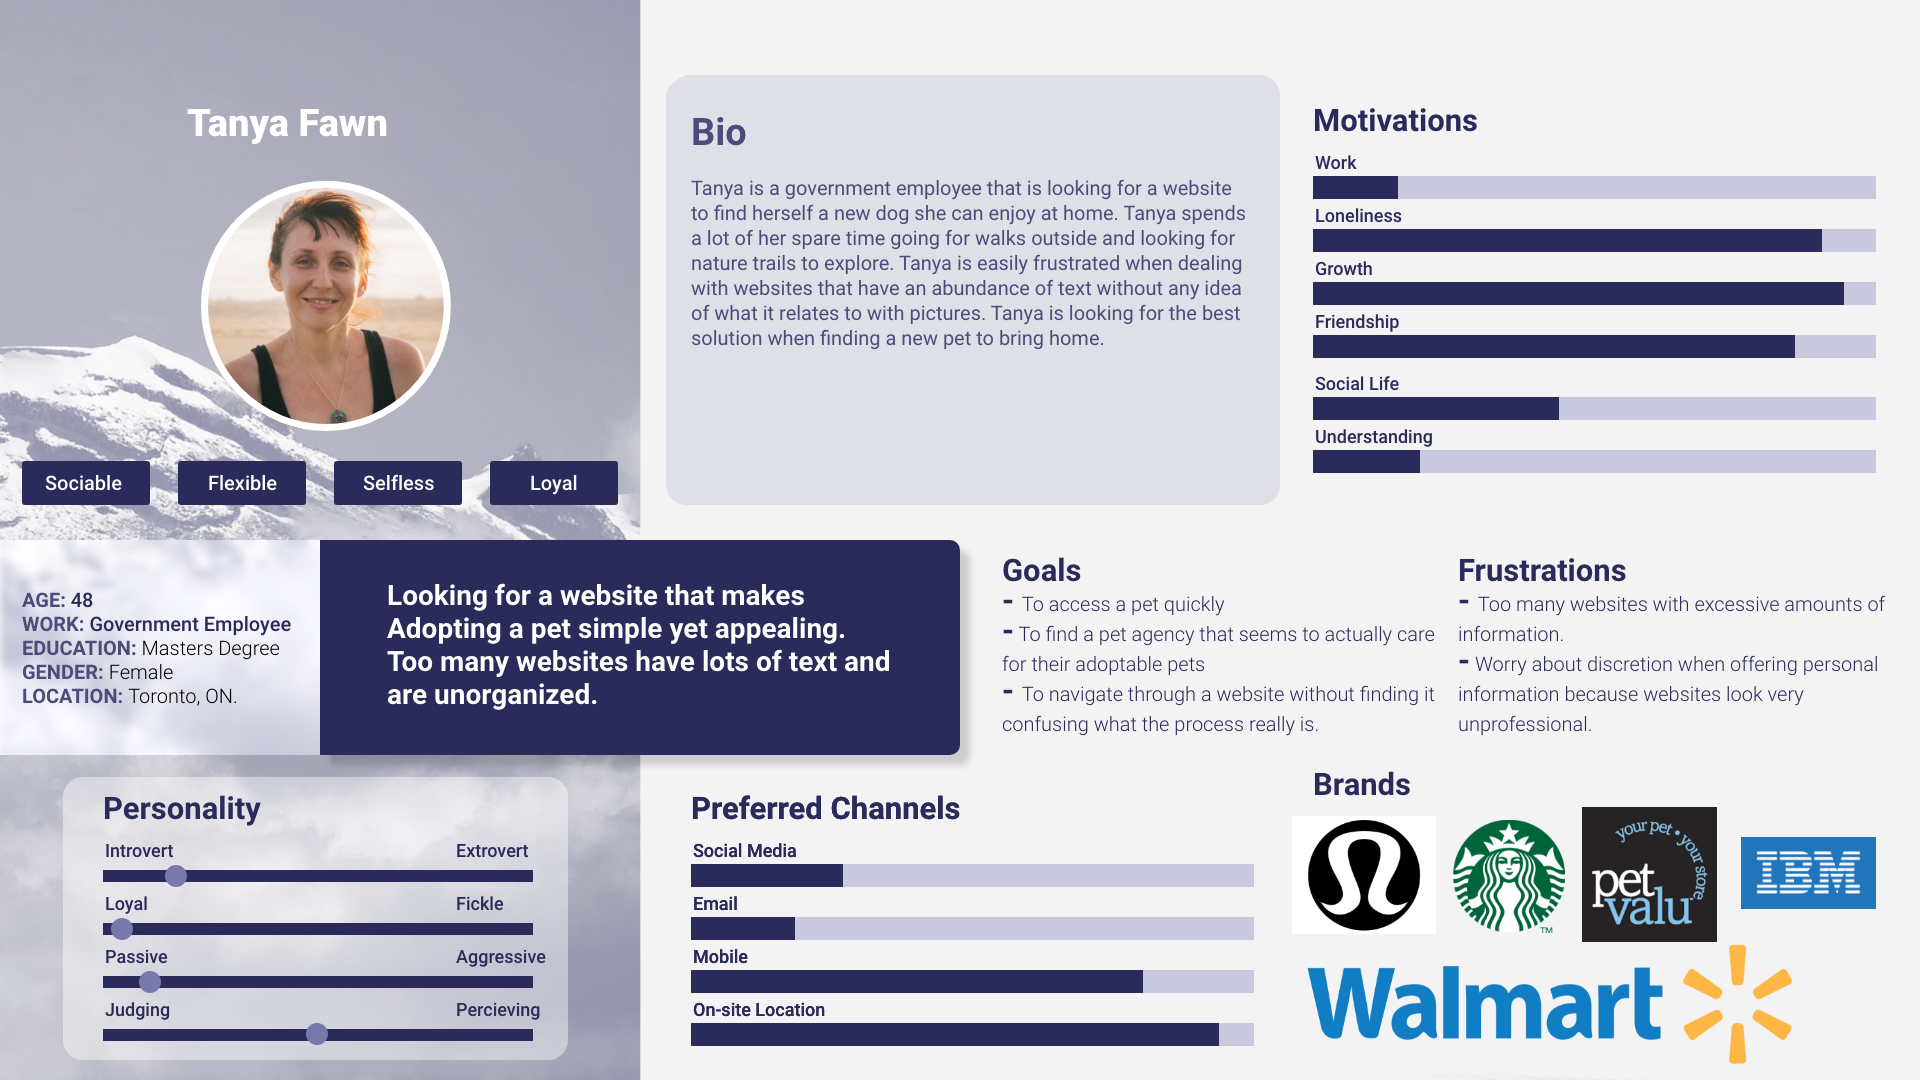 Tanya Fawn
Sociable
Flexible
Selfless
Loyal
AGE: 48
WORK: Government Employee
EDUCATION: Masters Degree
GENDER: Female
LOCATION: Toronto, ON.
Looking for a website that makes
Adopting a pet simple yet appealing.
Too many websites have lots of text and
are unorganized.
Personality
Introvert Extrovert
Loyal Fickle
Passive Aggressive
Judging Percieving
Bio
Tanya is a government employee that is looking for a website
to find herself a new dog she can enjoy at home. Tanya spends
a lot of her spare time going for walks outside and looking for
nature trails to explore. Tanya is easily frustrated when dealing
with websites that have an abundance of text without any idea
of what it relates to with pictures. Tanya is looking for the best
solution when finding a new pet to bring home.
Motivations
Work
Loneliness
Growth
Friendship
Social Life
Understanding
Goals
- To access a pet quickly
- To find a pet agency that seems to actually care
for their adoptable pets
- To navigate through a website without finding it
confusing what the process really is.
Frustrations
- Too many websites with excessive amounts of
information.
- Worry about discretion when offering personal
information because websites look very
unprofessional.
Preferred Channels
Social Media
Email
Mobile
On-site Location
Brands
TM
your pet • your store
pet
valu
IBM
Walmart